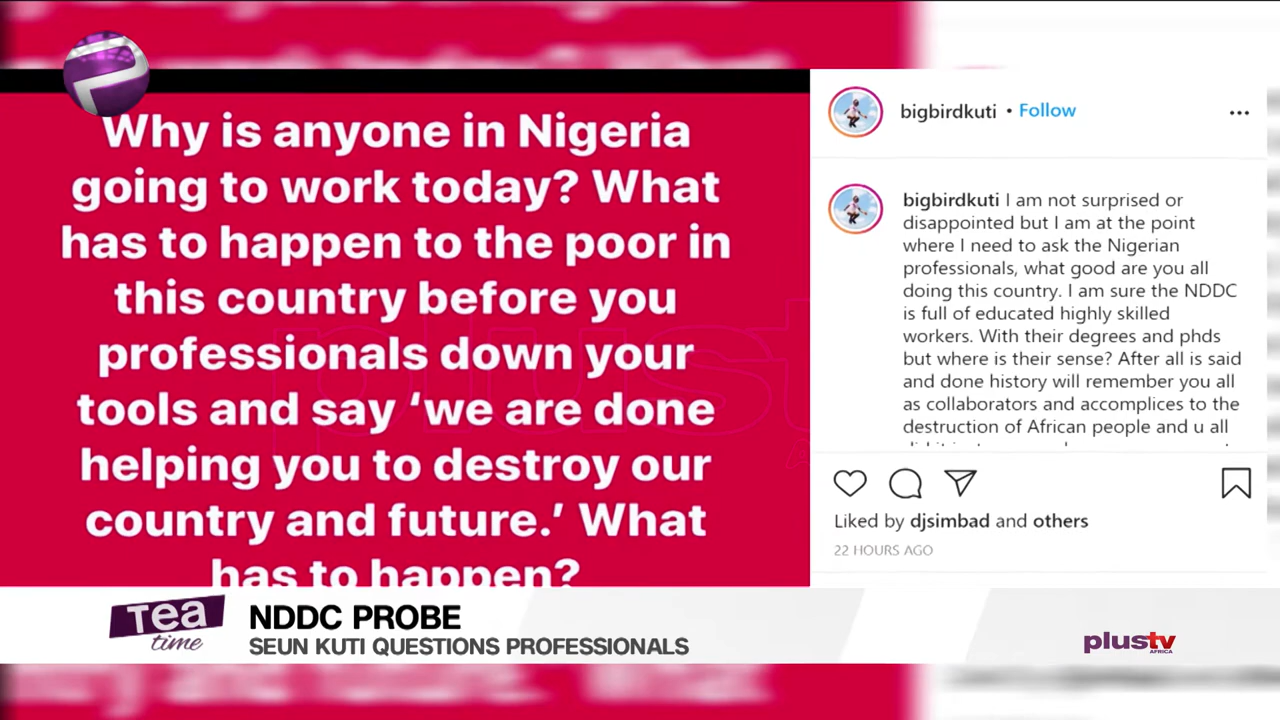 Why is anyone in Nigeria
going to work today? What
has to happen to the poor in
this country before you
professionals down your
tools and say ‘we are done
helping you to destroy our
country and future.’ What
has to happen?
bigbirdkuti • Follow
bigbirdkuti I am not surprised or
disappointed but I am at the point
where I need to ask the Nigerian
professionals, what good are you all
doing this country. I am sure the NDDC
is full of educated highly skilled
workers. With their degrees and phds
but where is their sense? After all is said
and done history will remember you all
as collaborators and accomplices to the
destruction of African people and u all
Liked by djsimbad and others
22 HOURS AGO
Tea
time
NDDC PROBE
SEUN KUTI QUESTIONS PROFESSIONALS
plustv
AFRICA
plust